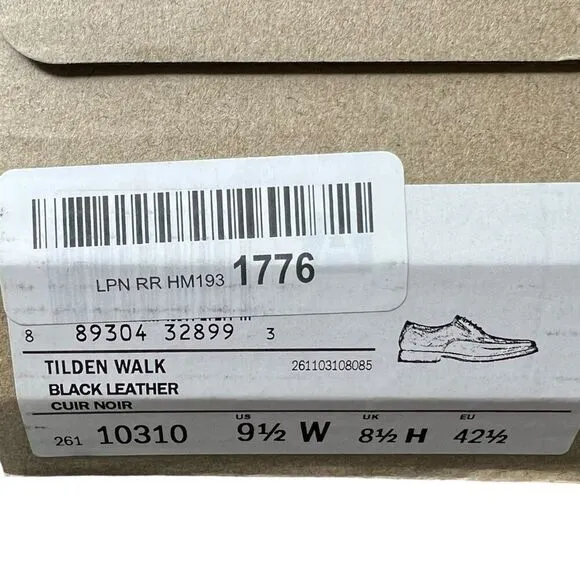 LPN RR HM193 1776
8 89304 32899 3
TILDEN WALK 261103108085
BLACK LEATHER
CUIR NOIR
US UK EU
261 10310 9½ W 8½ H 42½